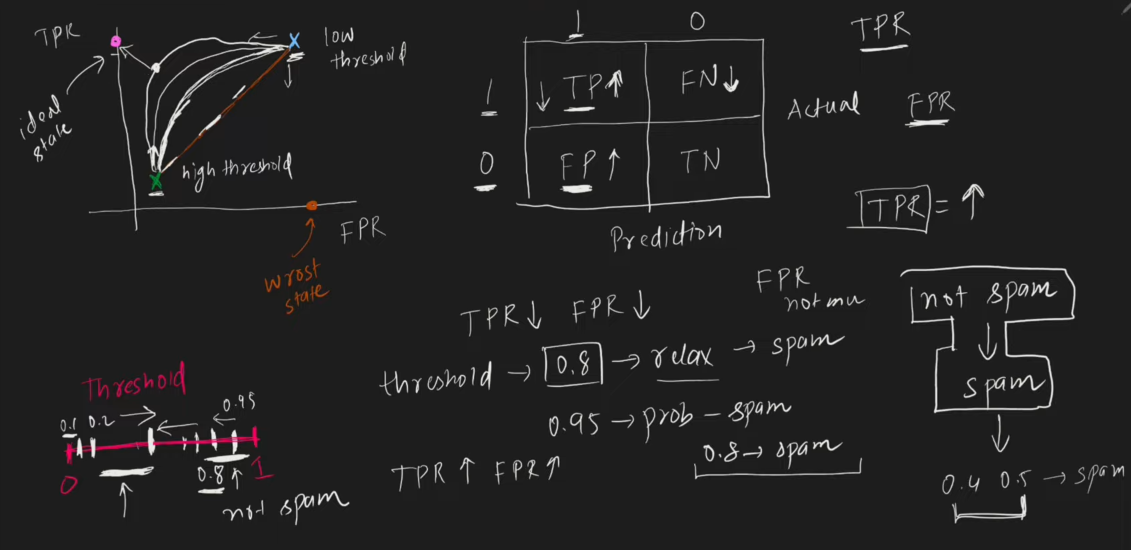 TPR
low
threshold
ideal
state
high threshold
FPR
wrost
state
1 0
1 TP FN
Actual
0 FP TN
Prediction
TPR
FPR
TPR = ↑
TPR ↓ FPR ↓
FPR
threshold → 0.8 → relax → spam
0.95 → prob - spam
0.8 → spam
TPR ↑ FPR ↑
not spam
↓
spam
↓
0.4 0.5 → spam
Threshold
0.1 0.2 0.95
0 1
0.8
not spam